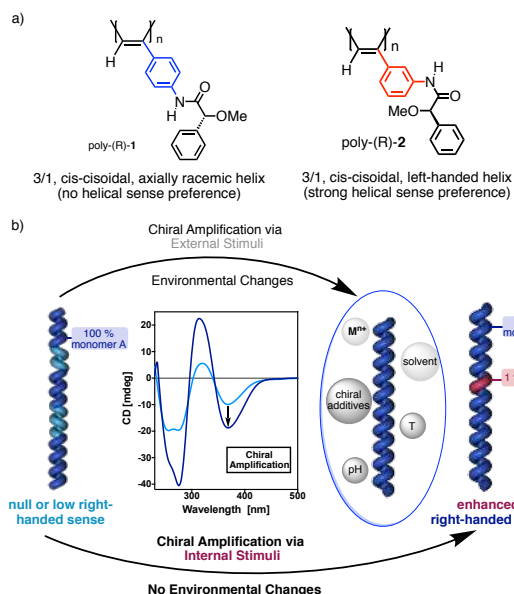 a)
n
H
N
H
O
OMe
poly-(R)-1
3/1, cis-cisoidal, axially racemic helix
(no helical sense preference)
n
H
H
N
O
MeO
poly-(R)-2
3/1, cis-cisoidal, left-handed helix
(strong helical sense preference)
b)
Chiral Amplification via
External Stimuli
Environmental Changes
100 %
monomer A
CD [mdeg]
20
10
0
-10
-20
-30
-40
300
400
500
Wavelength [nm]
Chiral
Amplification
Mn+
solvent
chiral
additives
T
pH
mo
1
null or low right-
handed sense
enhanced
right-handed
Chiral Amplification via
Internal Stimuli
No Environmental Changes